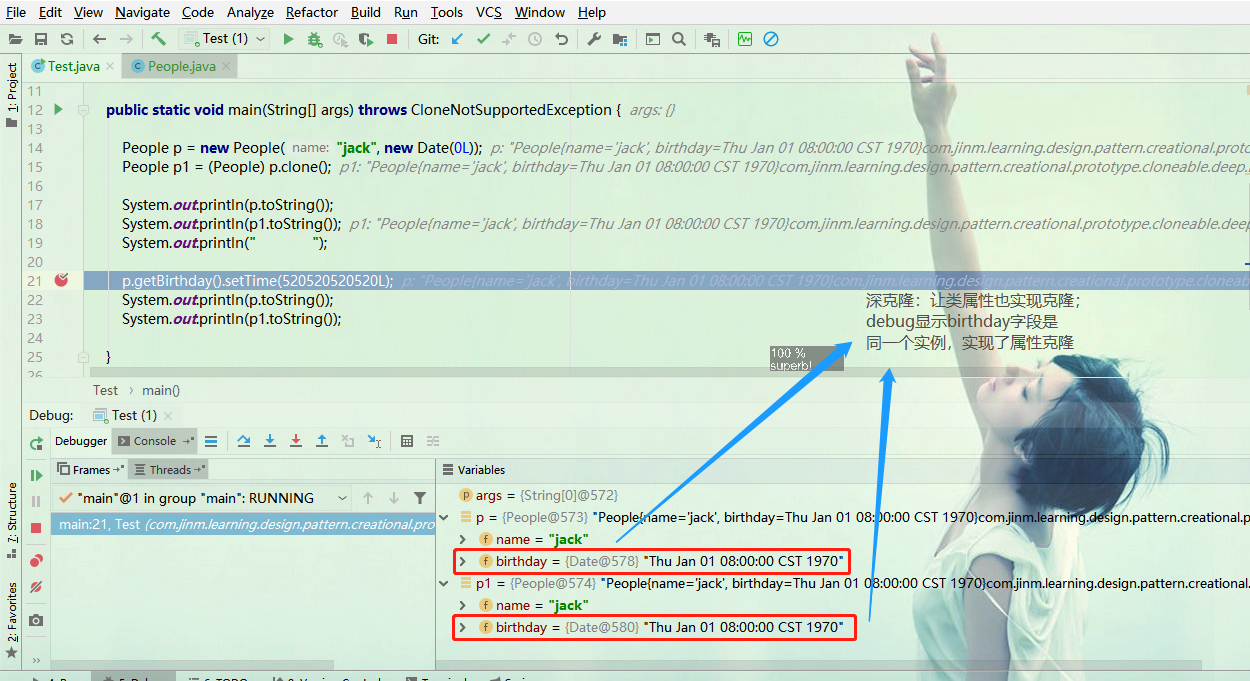 File Edit View Navigate Code Analyze Refactor Build Run Tools VCS Window Help
Test (1) Git:
1: Project
Test.java People.java
11
12 public static void main(String[] args) throws CloneNotSupportedException { args: {}
13
14 People p = new People( name: "jack", new Date(0L)); p: "People{name='jack', birthday=Thu Jan 01 08:00:00 CST 1970}com.jinm.learning.design.pattern.creational.proto
15 People p1 = (People) p.clone(); p1: "People{name='jack', birthday=Thu Jan 01 08:00:00 CST 1970}com.jinm.learning.design.pattern.creational.prototype.cloneable.deep.
16
17 System.out.println(p.toString());
18 System.out.println(p1.toString()); p1: "People{name='jack', birthday=Thu Jan 01 08:00:00 CST 1970}com.jinm.learning.design.pattern.creational.prototype.cloneable.deep
19 System.out.println(" ");
20
21 p.getBirthday().setTime(520520520520L); p: "People{name='jack', birthday=Thu Jan 01 08:00:00 CST 1970}com.jinm.learning.design.pattern.creational.prototype.cloneable
22 System.out.println(p.toString());
23 System.out.println(p1.toString());
24
25 }
26
深克隆：让类属性也实现克隆；
debug显示birthday字段是
同一个实例，实现了属性克隆
100 %
superb!
Test › main()
Debug: Test (1)
Debugger Console
Frames Threads
"main"@1 in group "main": RUNNING
main:21, Test (com.jinm.learning.design.pattern.creational.pro
Variables
args = {String[0]@572}
p = {People@573} "People{name='jack', birthday=Thu Jan 01 08:00:00 CST 1970}com.jinm.learning.design.pattern.creational.p
name = "jack"
birthday = {Date@578} "Thu Jan 01 08:00:00 CST 1970"
p1 = {People@574} "People{name='jack', birthday=Thu Jan 01 08:00:00 CST 1970}com.jinm.learning.design.pattern.creational.
name = "jack"
birthday = {Date@580} "Thu Jan 01 08:00:00 CST 1970"
7: Structure
2: Favorites